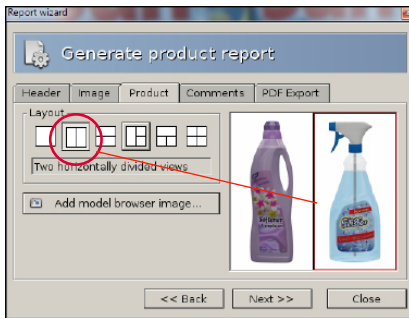 Report wizard
Generate product report
Header Image Product Comments PDF Export
Layout
Two horizontally divided views
Add model browser image...
Softener
<< Back Next >> Close